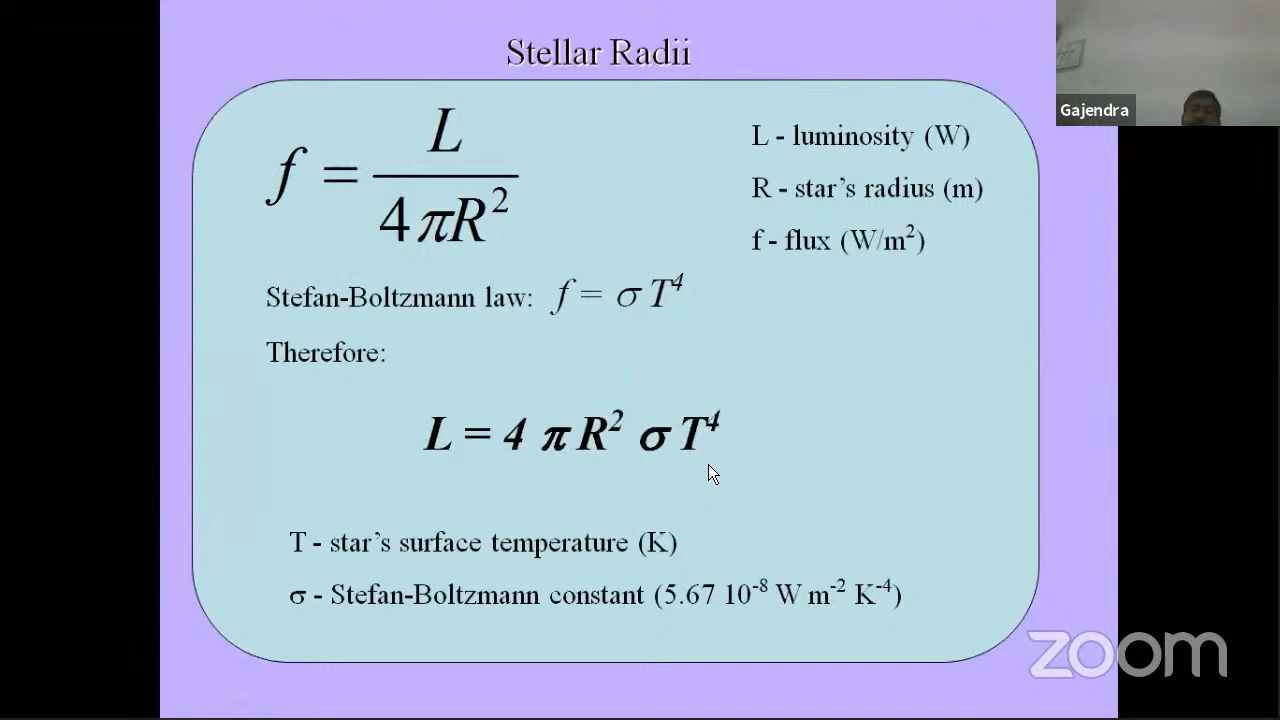 Stellar Radii
f = L / 4πR²
L - luminosity (W)
R - star's radius (m)
f - flux (W/m²)
Stefan-Boltzmann law: f = σ T⁴
Therefore:
L = 4 π R² σ T⁴
T - star's surface temperature (K)
σ - Stefan-Boltzmann constant (5.67 10⁻⁸ W m⁻² K⁻⁴)
Gajendra
zoom